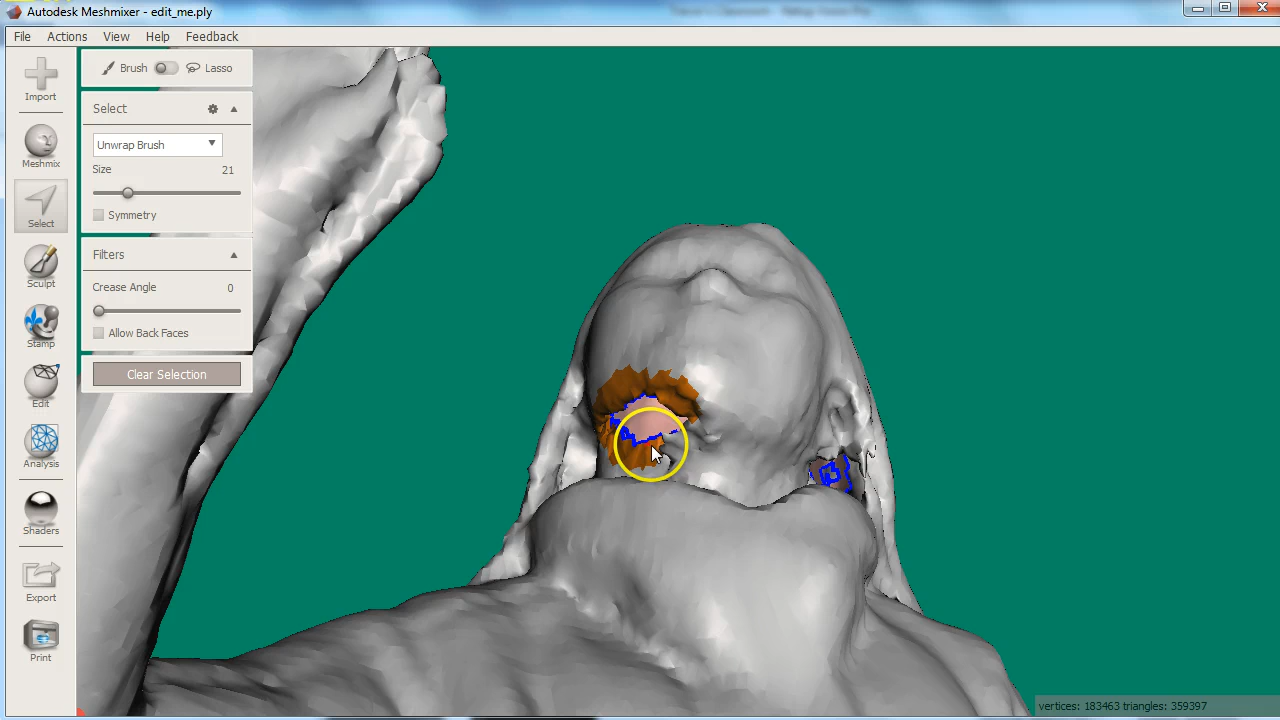 Autodesk Meshmixer - edit_me.ply
File Actions View Help Feedback
Import
Meshmix
Select
Sculpt
Stamp
Edit
Analysis
Shaders
Export
Print
Brush Lasso
Select
Unwrap Brush
Size 21
Symmetry
Filters
Crease Angle 0
Allow Back Faces
Clear Selection
vertices: 183463 triangles: 359397